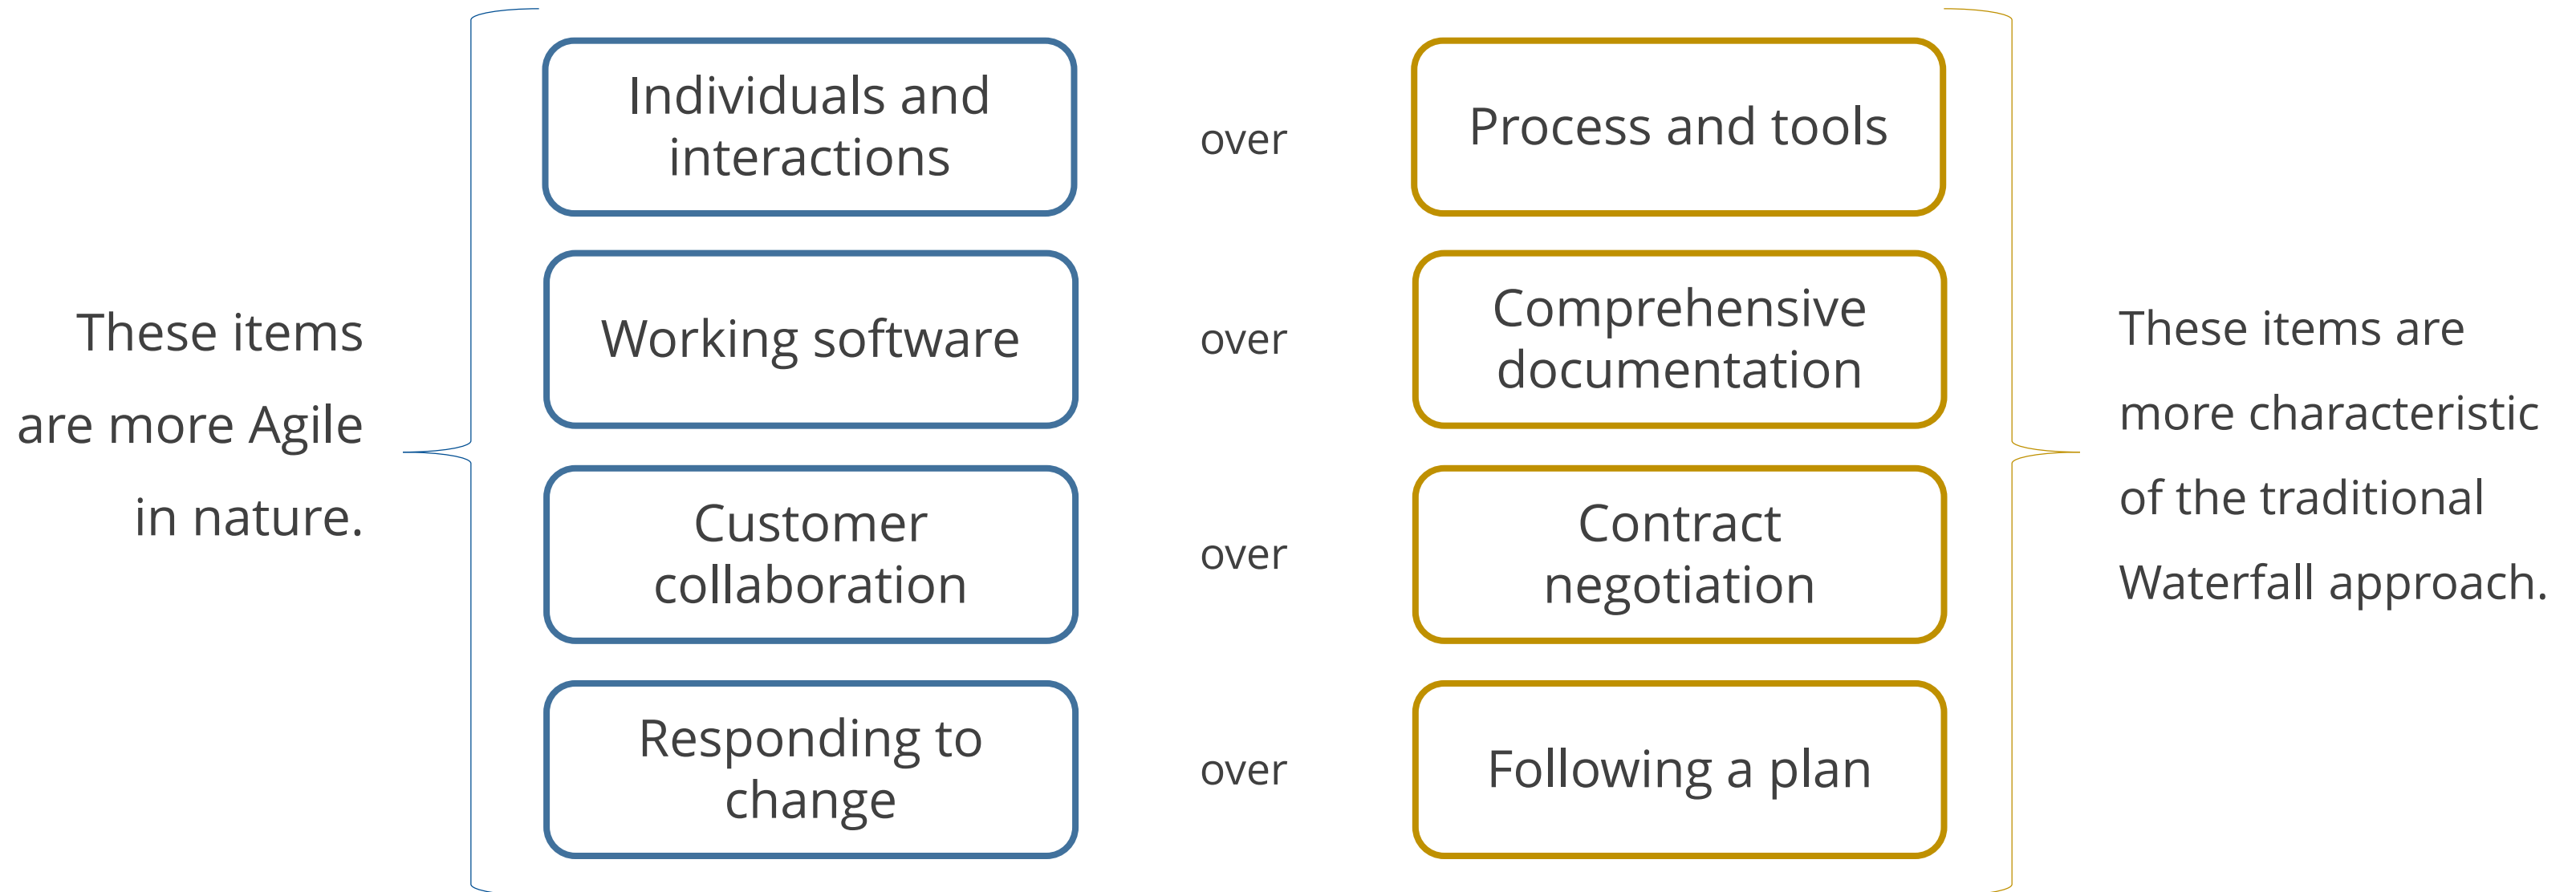 These items
are more Agile
in nature.
Individuals and
interactions
over
Process and tools
Working software
over
Comprehensive
documentation
Customer
collaboration
over
Contract
negotiation
Responding to
change
over
Following a plan
These items are
more characteristic
of the traditional
Waterfall approach.